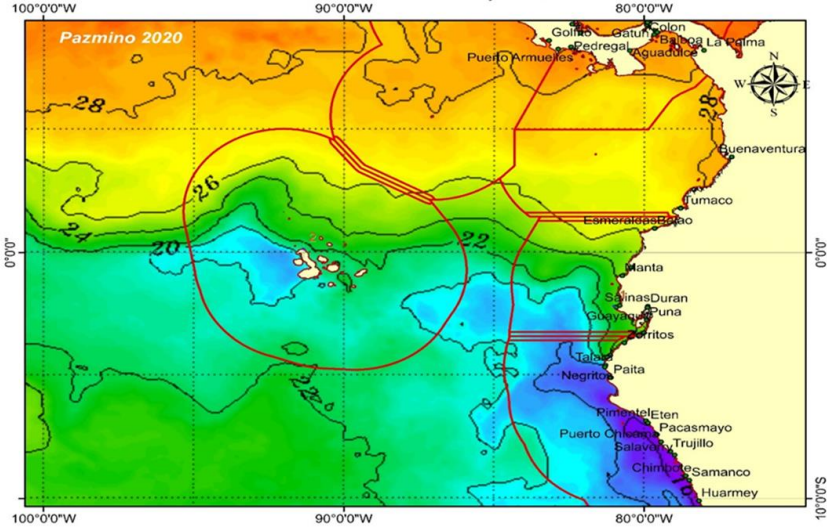 100°0'0"W
90°0'0"W
80°0'0"W
Pazmino 2020
Colon
Golfito
Gatun
Balboa
La Palma
Pedregal
Aguadulce
Puerto Armuelles
N
W
E
S
28
28
Buenaventura
26
Tumaco
Esmeraldas
24
20
22
0°0'0"
0°0'0"
Manta
Salinas
Duran
Puna
Zorritos
Talara
Paita
Negritos
22
Pimentel
Eten
Pacasmayo
Puerto Chicama
Salaverry
Trujillo
Chimbote
Samanco
Huarmey
10°0'0"S
100°0'0"W
90°0'0"W
80°0'0"W